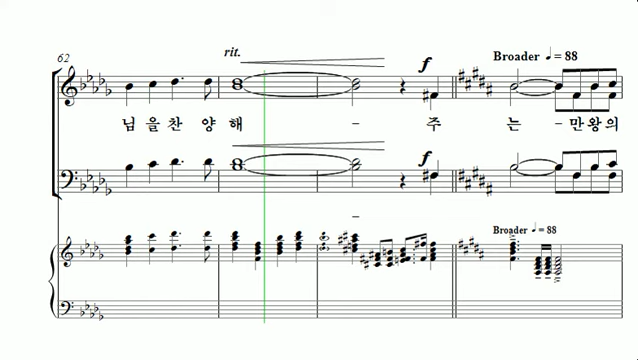 62
rit.
f
Broader ♩= 88
님 을 찬 양 해 - 주 는 - 만 왕 의
f
-
Broader ♩= 88